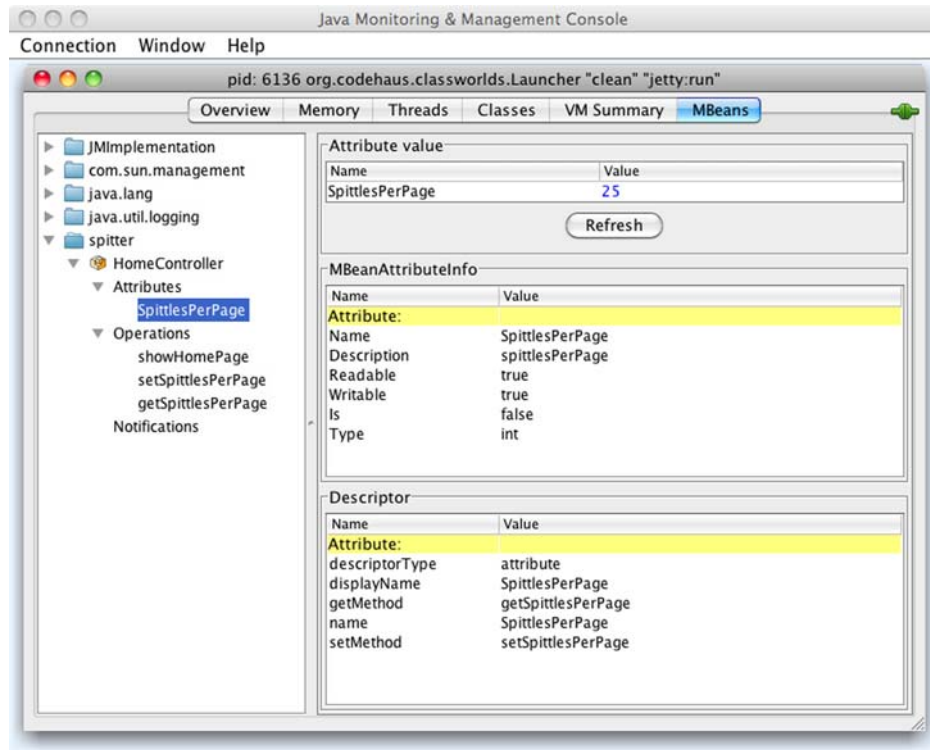 Java Monitoring & Management Console
Connection Window Help
pid: 6136 org.codehaus.classworlds.Launcher "clean" "jetty:run"
Overview Memory Threads Classes VM Summary MBeans
JMImplementation
com.sun.management
java.lang
java.util.logging
spitter
HomeController
Attributes
SpittlesPerPage
Operations
showHomePage
setSpittlesPerPage
getSpittlesPerPage
Notifications
Attribute value
Name Value
SpittlesPerPage 25
Refresh
MBeanAttributeInfo
Name Value
Attribute:
Name SpittlesPerPage
Description spittlesPerPage
Readable true
Writable true
Is false
Type int
Descriptor
Name Value
Attribute:
descriptorType attribute
displayName SpittlesPerPage
getMethod getSpittlesPerPage
name SpittlesPerPage
setMethod setSpittlesPerPage